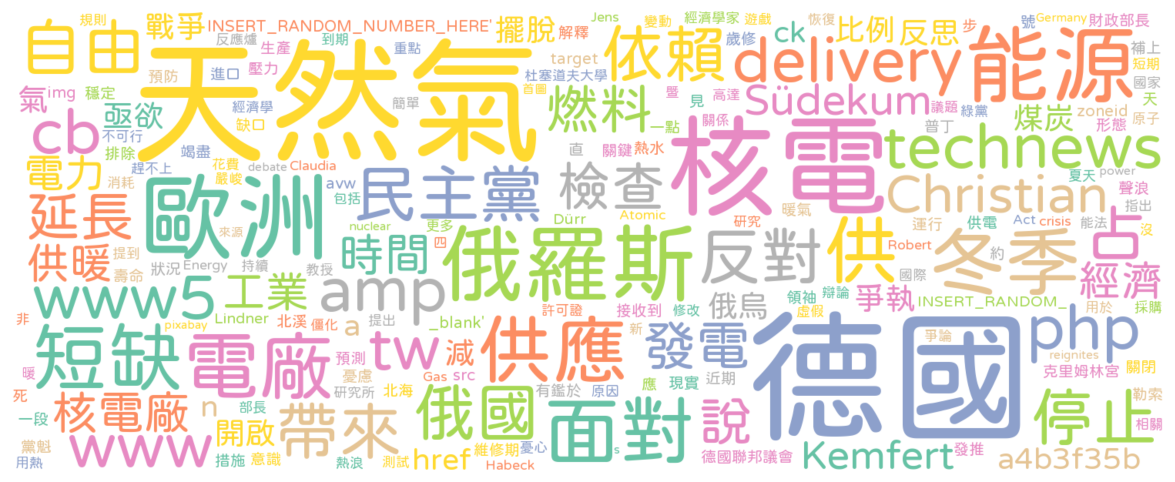 規則
戰爭
INSERT_RANDOM_NUMBER_HERE'
擺脫
解釋
Jens
變動
經濟學家
遊戲
恢復
Germany
號
財政部長
自由
反應爐
生產
到期
重點
依賴
target
歲修
ck
比例
反思
步
補上
短期
天然氣
預防
進口
壓力
杜塞道夫大學
首圖
delivery
能源
國家
天
氣
img
穩定
亟欲
經濟學
簡單
燃料
高達
暨
見
Südekum
議題
綠黨
煤炭
zoneid
原子
形態
普丁
cb
不可行
缺口
排除
竭盡
一點
關係
核電
technews
電力
趕不上
花費
嚴峻
debate
Claudia
直
關鍵
熱水
夏天
power
消耗
歐洲
avw
包括
民主黨
檢查
Christian
聲浪
延長
nuclear
更多
Dürr
Atomic
暖氣
運行
供電
Act
crisis
能法
指出
沒
來源
時間
四
俄羅斯
研究
反對
供
Robert
冬季
占
供暖
提到
壽命
狀況
Energy
持續
教授
約
經濟
國際
www5
工業
amp
許可證
接收到
修改
俄烏
領袖
辯論
虛假
爭執
INSERT_RANDOM_
用於
採購
非
pixabay
Lindner
北溪
僵化
a
提出
_blank'
新
爭論
短缺
電廠
預測
tw
減
供應
發電
德國
php
reignites
關閉
暖
憂慮
Gas
src
有鑑於
原因
應
現實
近期
克里姆林宮
死
核電廠
n
研究所
北海
俄國
勒索
一段
部長
帶來
面對
說
停止
相關
黨魁
www
開啟
href
維修期
憂心
s
德國聯邦議會
Kemfert
發推
用熱
措施
意識
熱浪
測試
Habeck
a4b3f35b